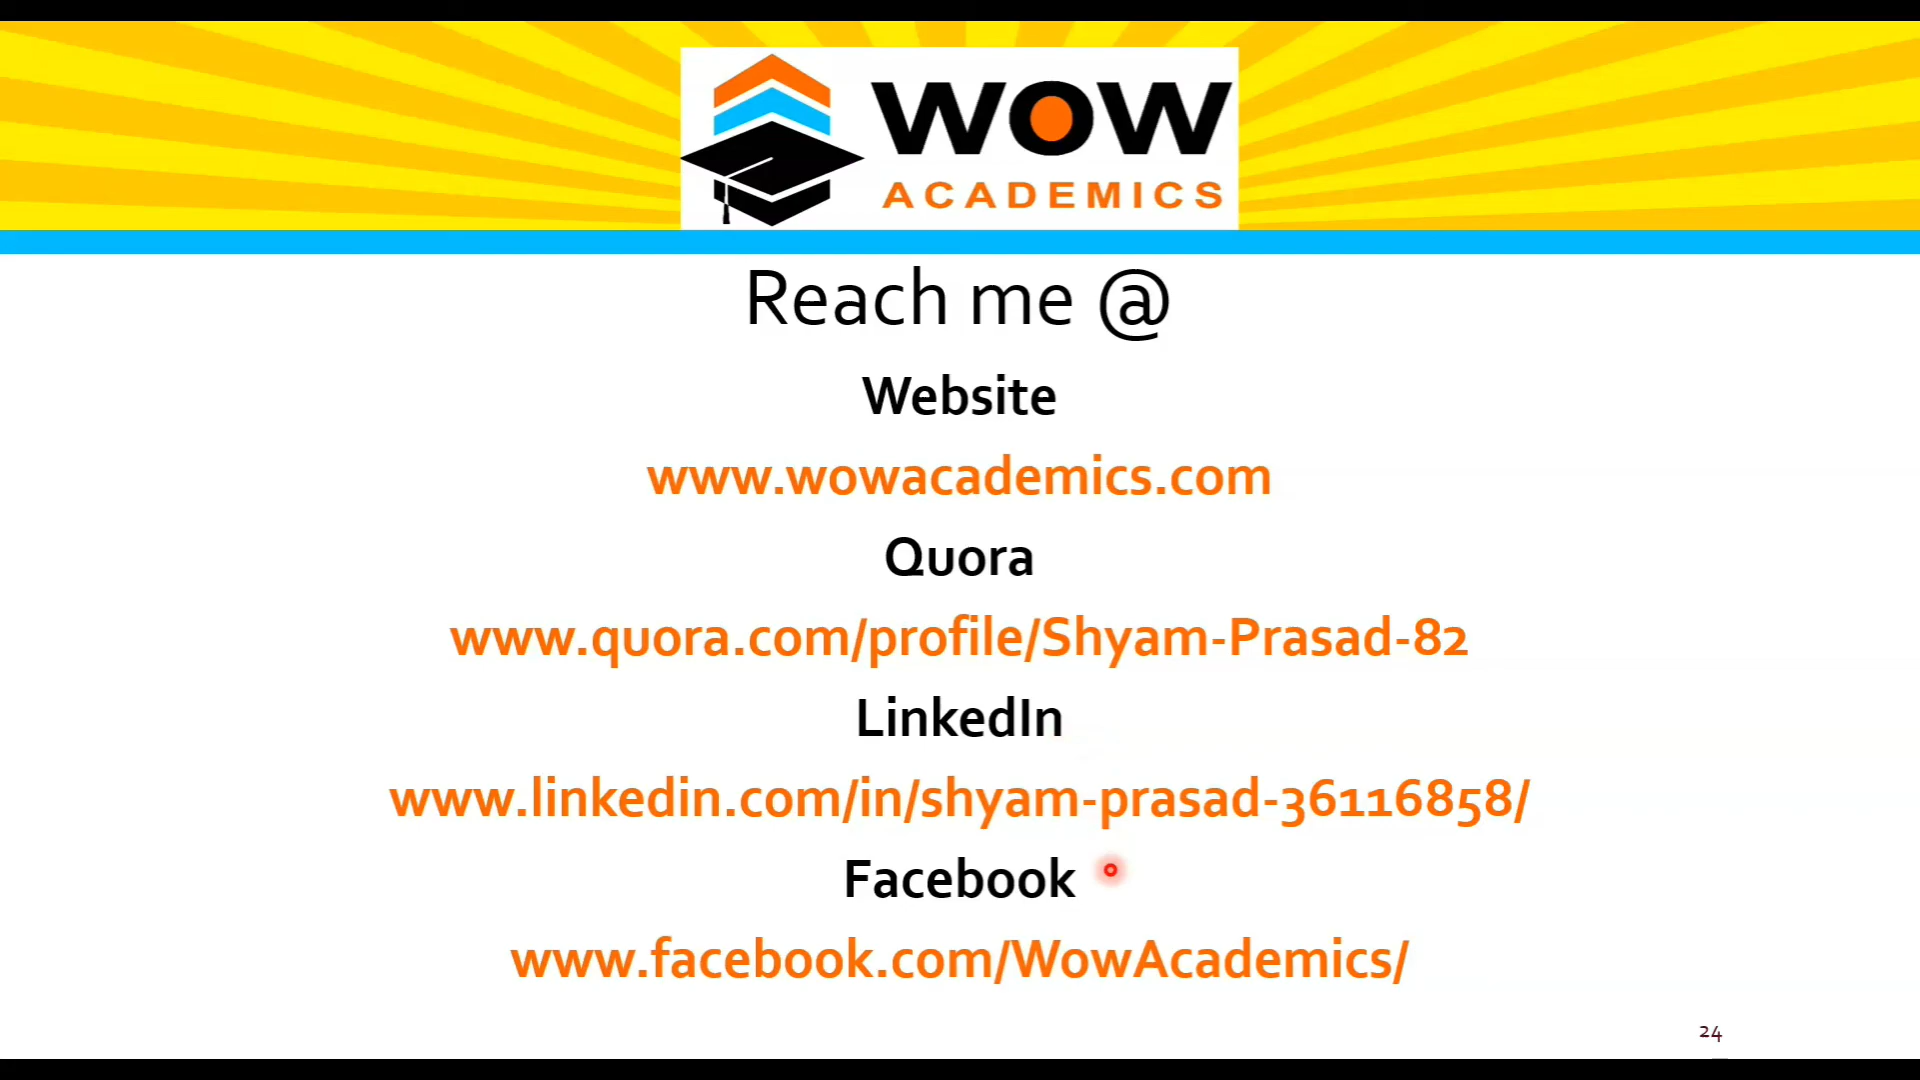 WOW
ACADEMICS
Reach me @
Website
www.wowacademics.com
Quora
www.quora.com/profile/Shyam-Prasad-82
LinkedIn
www.linkedin.com/in/shyam-prasad-36116858/
Facebook
www.facebook.com/WowAcademics/
24